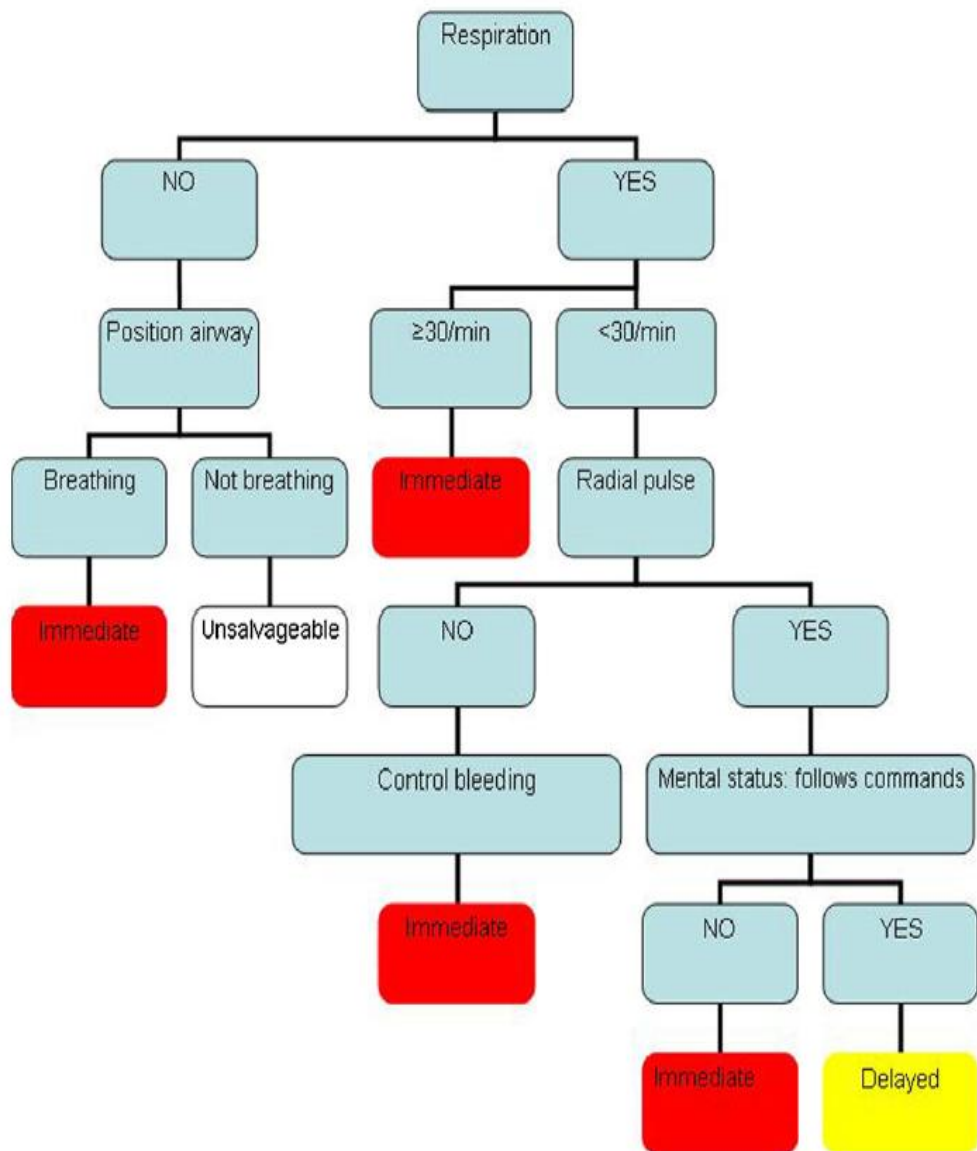 Respiration
NO
YES
Position airway
≥30/min
<30/min
Breathing
Not breathing
Immediate
Radial pulse
Immediate
Unsalvageable
NO
YES
Control bleeding
Mental status: follows commands
Immediate
NO
YES
Immediate
Delayed